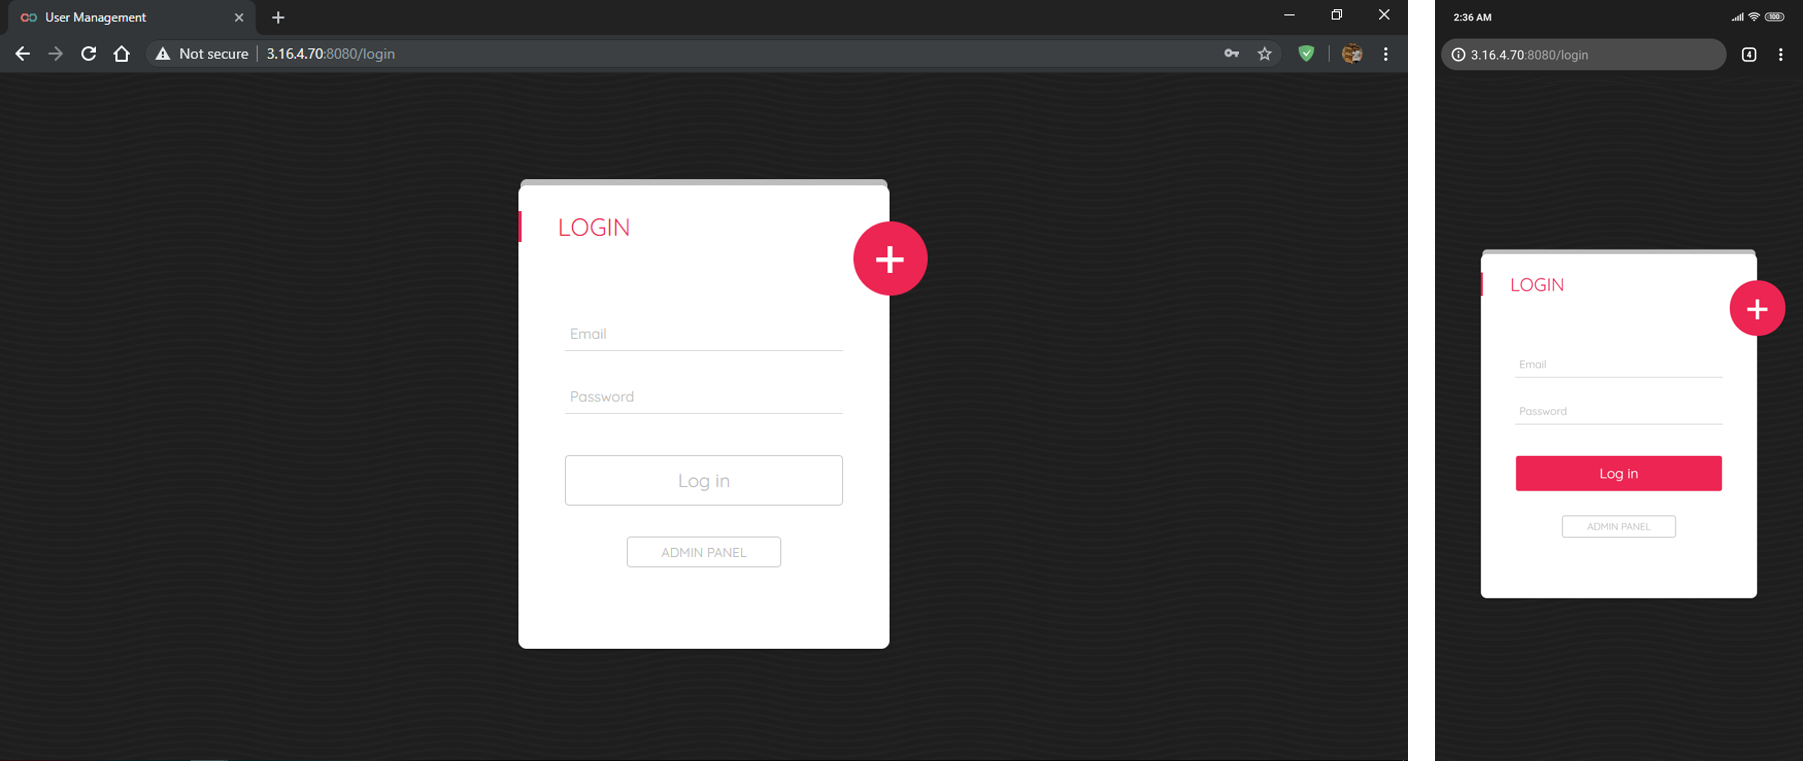 User Management
Not secure
3.16.4.70:8080/login
LOGIN
Email
Password
Log in
ADMIN PANEL
2:36 AM
100
3.16.4.70:8080/login
4
LOGIN
Email
Password
Log in
ADMIN PANEL